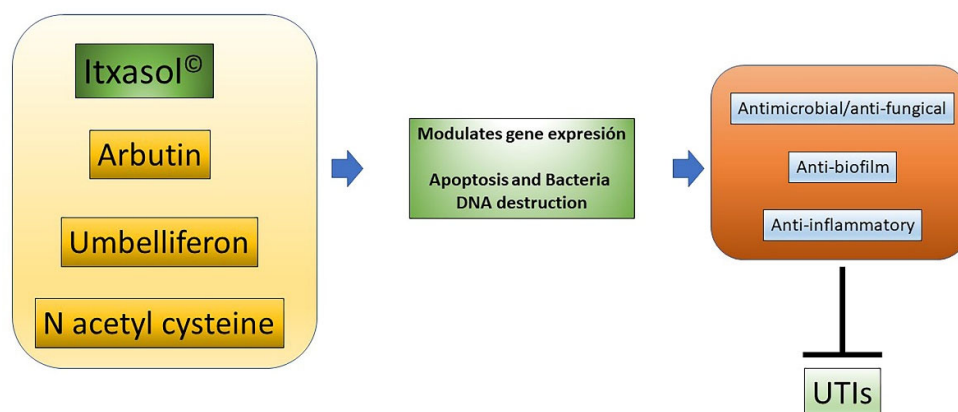 Itxasol©
Arbutin
Umbelliferon
N acetyl cysteine
Modulates gene expresión
Apoptosis and Bacteria
DNA destruction
Antimicrobial/anti-fungical
Anti-biofilm
Anti-inflammatory
UTIs